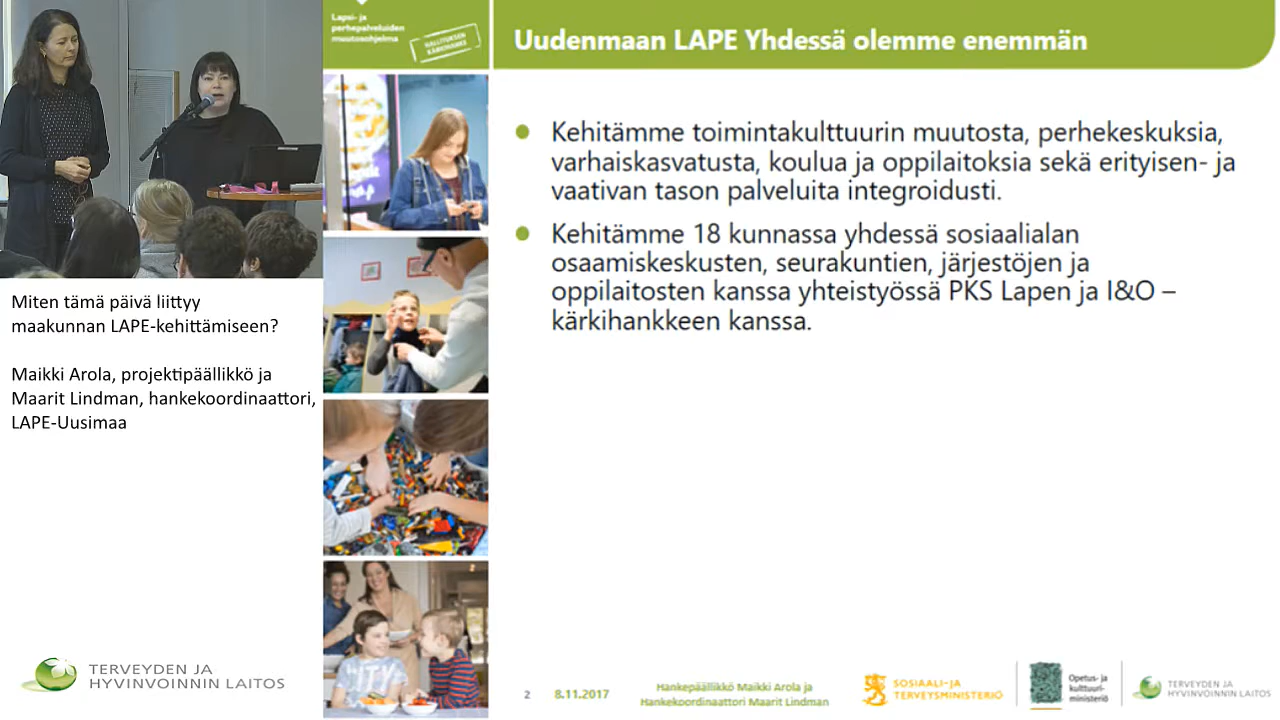 Lapsi- ja
perhepalveluiden
muutosohjelma
HALLITUKSEN
KÄRKIHANKE
Uudenmaan LAPE Yhdessä olemme enemmän
Kehitämme toimintakulttuurin muutosta, perhekeskuksia,
varhaiskasvatusta, koulua ja oppilaitoksia sekä erityisen- ja
vaativan tason palveluita integroidusti.
Kehitämme 18 kunnassa yhdessä sosiaalialan
osaamiskeskusten, seurakuntien, järjestöjen ja
oppilaitosten kanssa yhteistyössä PKS Lapen ja I&O –
kärkihankkeen kanssa.
Miten tämä päivä liittyy
maakunnan LAPE-kehittämiseen?
Maikki Arola, projektipäällikkö ja
Maarit Lindman, hankekoordinaattori,
LAPE-Uusimaa
TERVEYDEN JA
HYVINVOINNIN LAITOS
2 8.11.2017
Hankepäällikkö Maikki Arola ja
Hankekoordinaattori Maarit Lindman
SOSIAALI- JA
TERVEYSMINISTERIÖ
Opetus- ja
kulttuuri-
ministeriö
TERVEYDEN JA
HYVINVOINNIN LAITOS